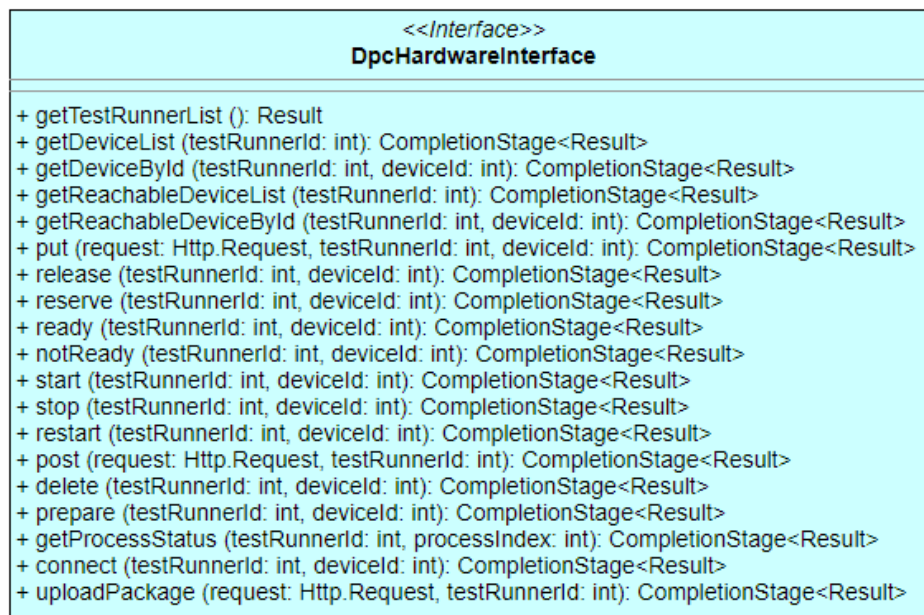 <<Interface>>
DpcHardwareInterface
+ getTestRunnerList (): Result
+ getDeviceList (testRunnerId: int): CompletionStage<Result>
+ getDeviceById (testRunnerId: int, deviceId: int): CompletionStage<Result>
+ getReachableDeviceList (testRunnerId: int): CompletionStage<Result>
+ getReachableDeviceById (testRunnerId: int, deviceId: int): CompletionStage<Result>
+ put (request: Http.Request, testRunnerId: int, deviceId: int): CompletionStage<Result>
+ release (testRunnerId: int, deviceId: int): CompletionStage<Result>
+ reserve (testRunnerId: int, deviceId: int): CompletionStage<Result>
+ ready (testRunnerId: int, deviceId: int): CompletionStage<Result>
+ notReady (testRunnerId: int, deviceId: int): CompletionStage<Result>
+ start (testRunnerId: int, deviceId: int): CompletionStage<Result>
+ stop (testRunnerId: int, deviceId: int): CompletionStage<Result>
+ restart (testRunnerId: int, deviceId: int): CompletionStage<Result>
+ post (request: Http.Request, testRunnerId: int): CompletionStage<Result>
+ delete (testRunnerId: int, deviceId: int): CompletionStage<Result>
+ prepare (testRunnerId: int, deviceId: int): CompletionStage<Result>
+ getProcessStatus (testRunnerId: int, processIndex: int): CompletionStage<Result>
+ connect (testRunnerId: int, deviceId: int): CompletionStage<Result>
+ uploadPackage (request: Http.Request, testRunnerId: int): CompletionStage<Result>